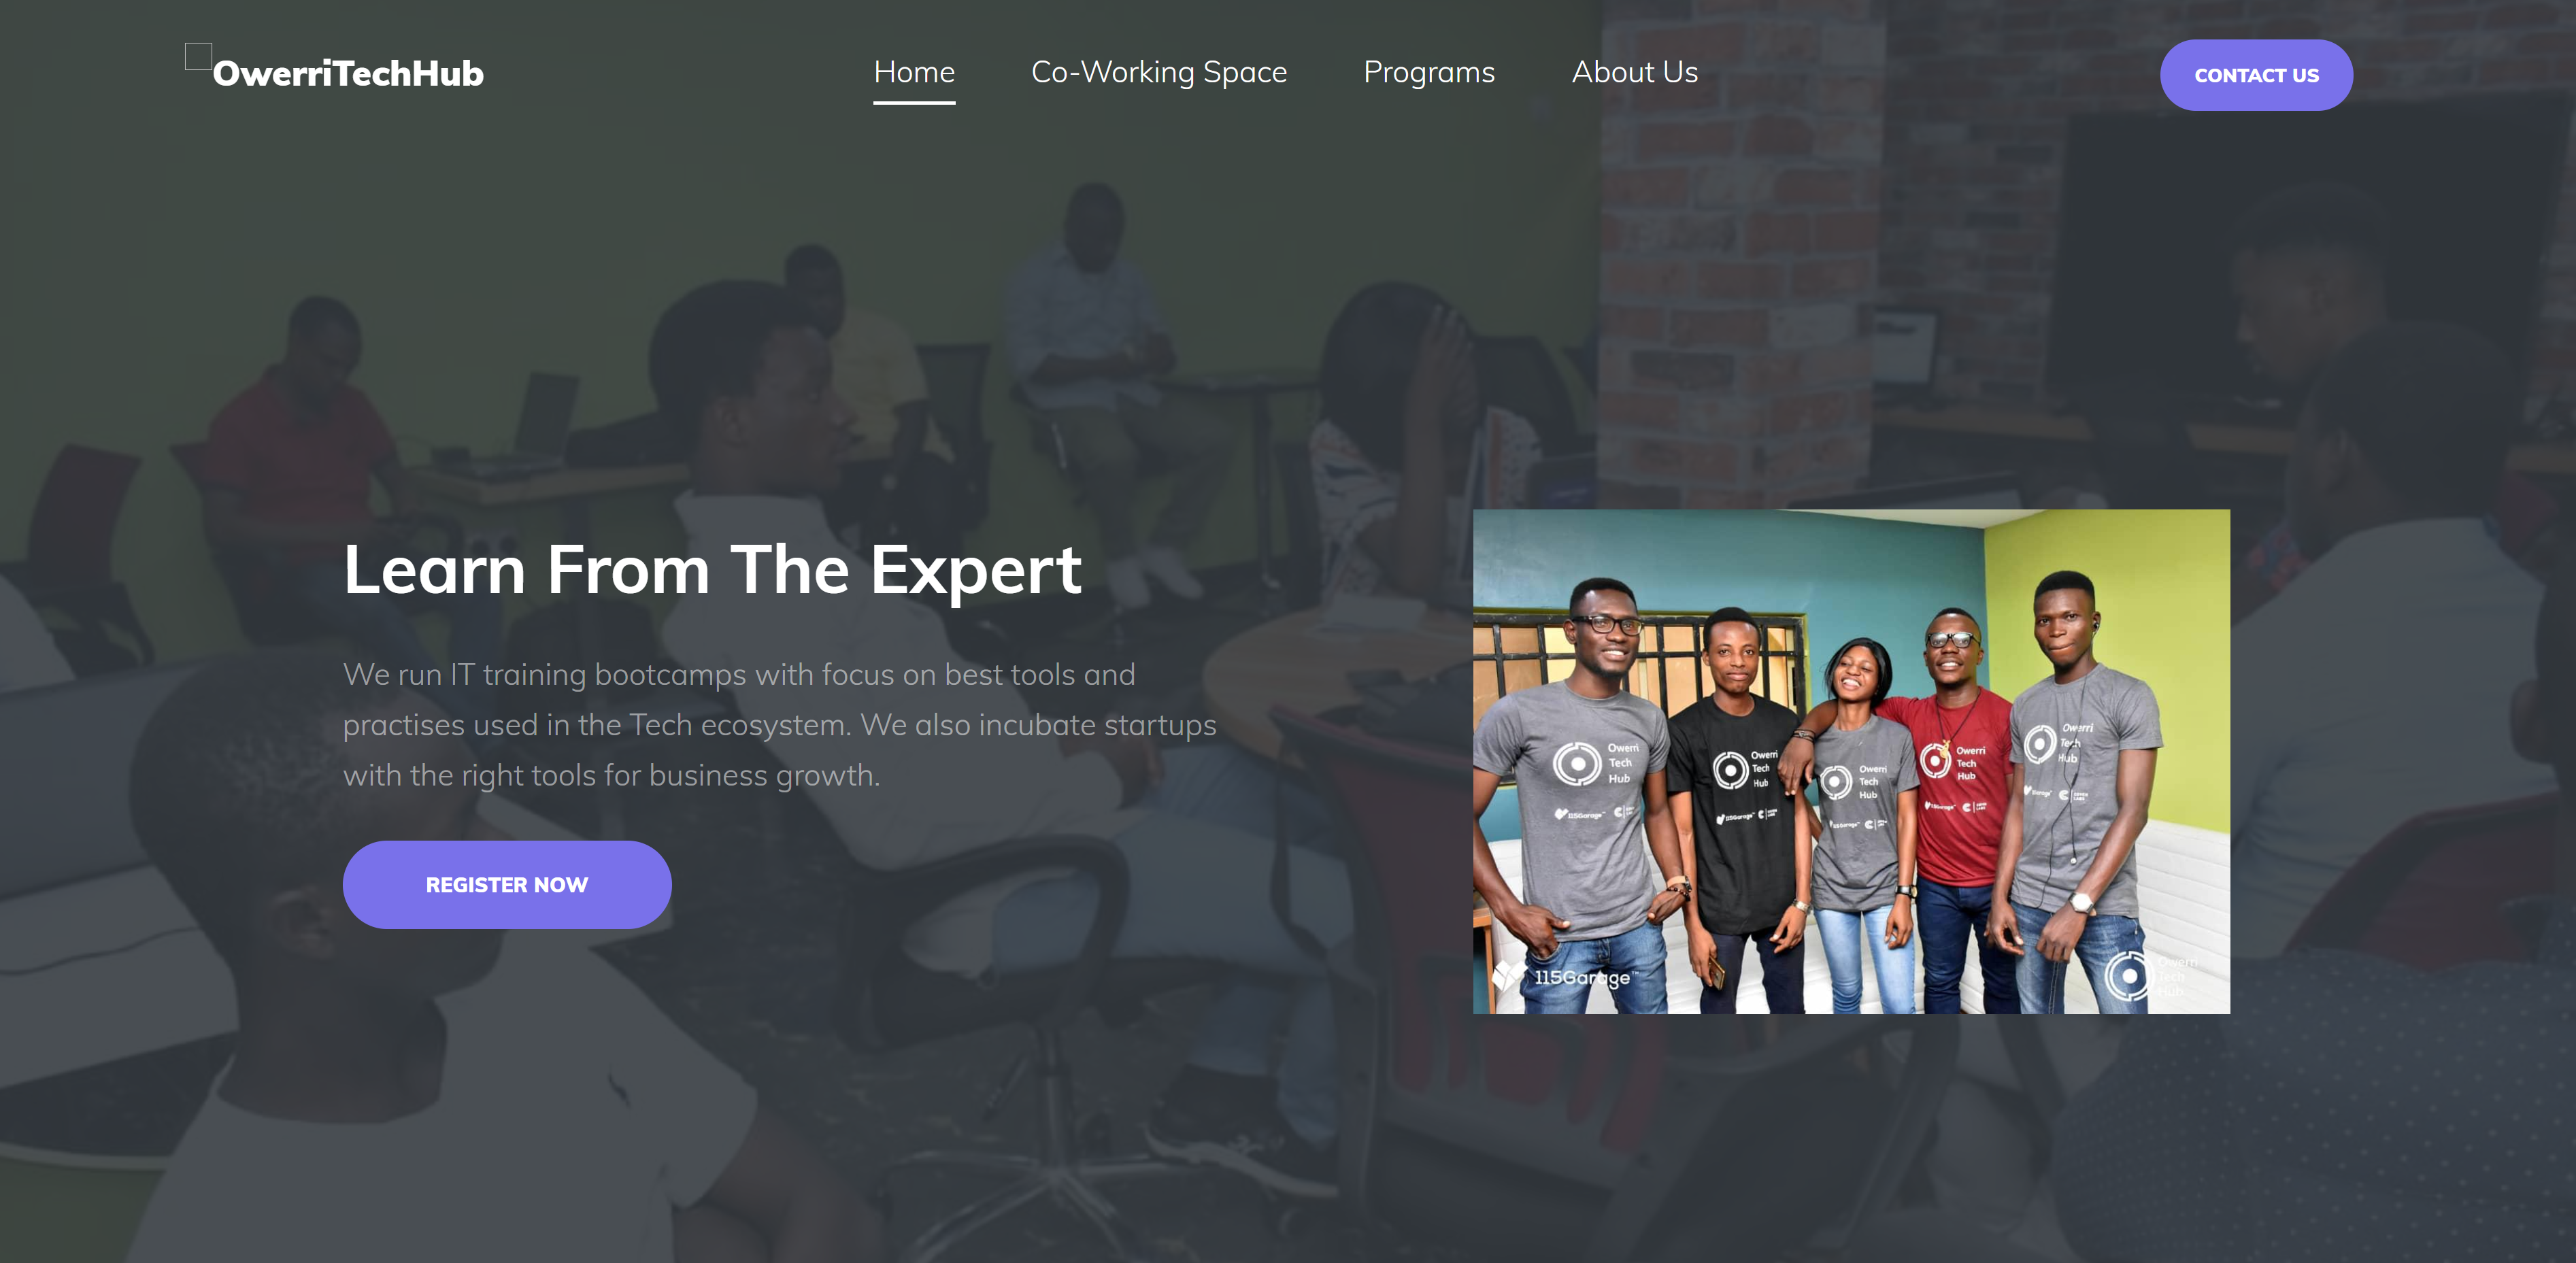 OwerriTechHub
Home
Co-Working Space
Programs
About Us
CONTACT US
Learn From The Expert
We run IT training bootcamps with focus on best tools and
practises used in the Tech ecosystem. We also incubate startups
with the right tools for business growth.
REGISTER NOW
Owerri
Tech
Hub
115Garage™
Owerri
Tech
Hub
115Garage™
Owerri
Tech
Hub
Owerri
Tech
Hub
Owerri
Tech
Hub
115Garage™
Owerri
Tech
Hub